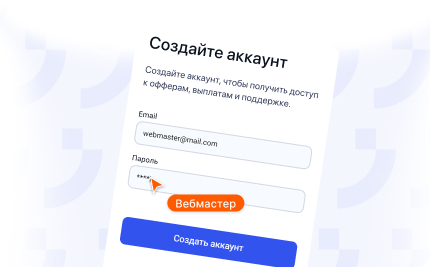 Создайте аккаунт
Создайте аккаунт, чтобы получить доступ
к офферам, выплатам и поддержке.
Email
webmaster@mail.com
Пароль
****
Вебмастер
Создать аккаунт